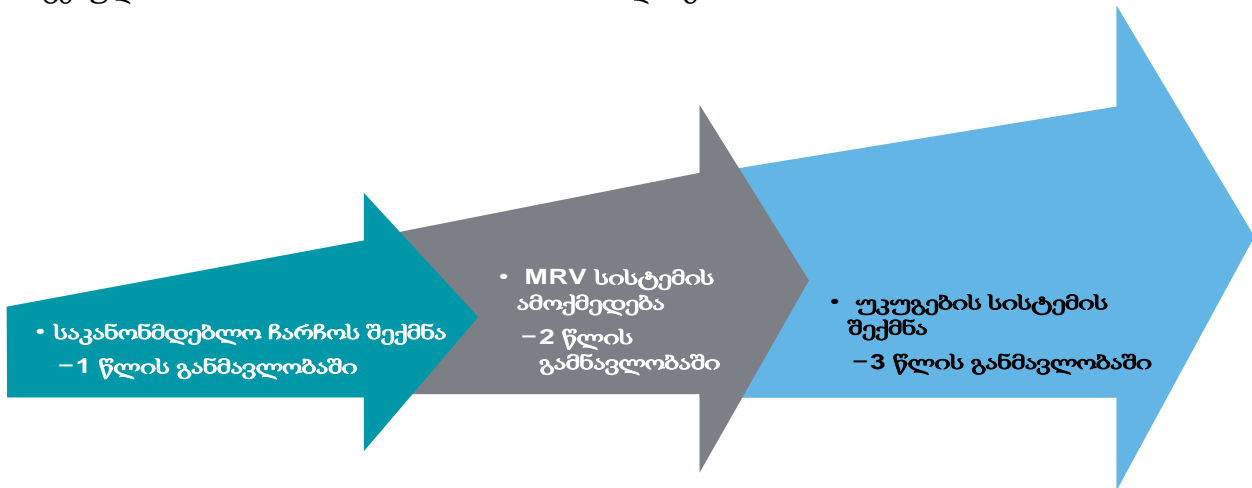 • საკანონმდებლო ჩარჩოს შექმნა
–1 წლის განმავლობაში
• MRV სისტემის
ამოქმედება
–2 წლის
გამნავლობაში
• უკუგების სისტემის
შექმნა
–3 წლის განმავლობაში